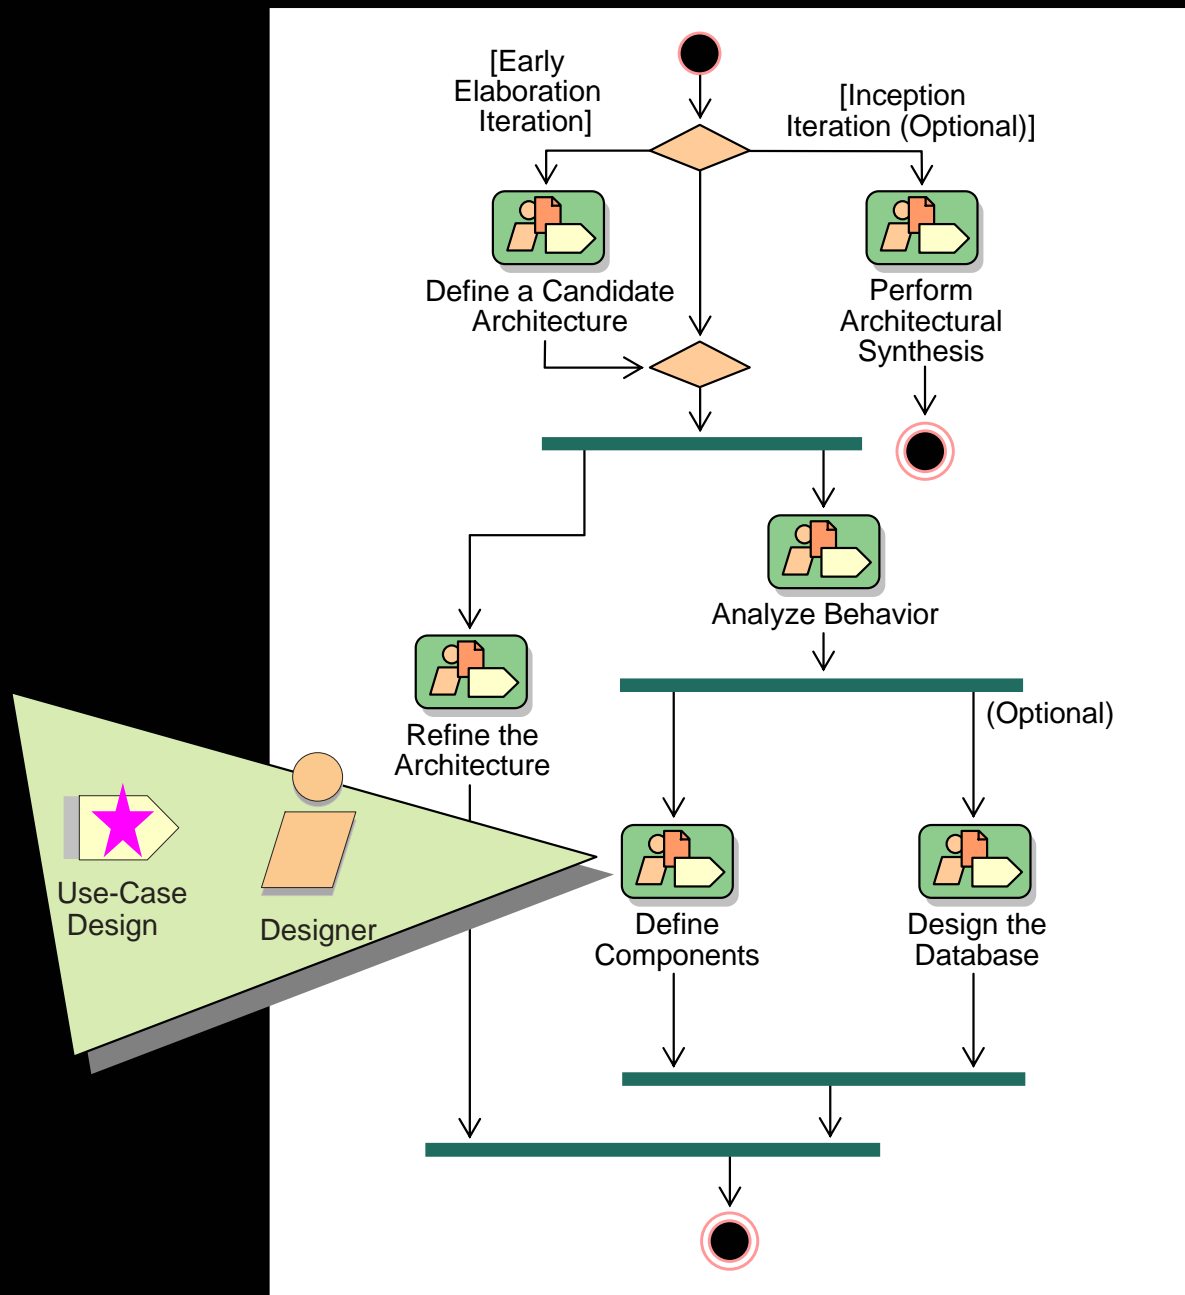 [Early
Elaboration
Iteration]
[Inception
Iteration (Optional)]
Define a Candidate
Architecture
Perform
Architectural
Synthesis
Analyze Behavior
(Optional)
Refine the
Architecture
Use-Case
Design
Designer
Define
Components
Design the
Database